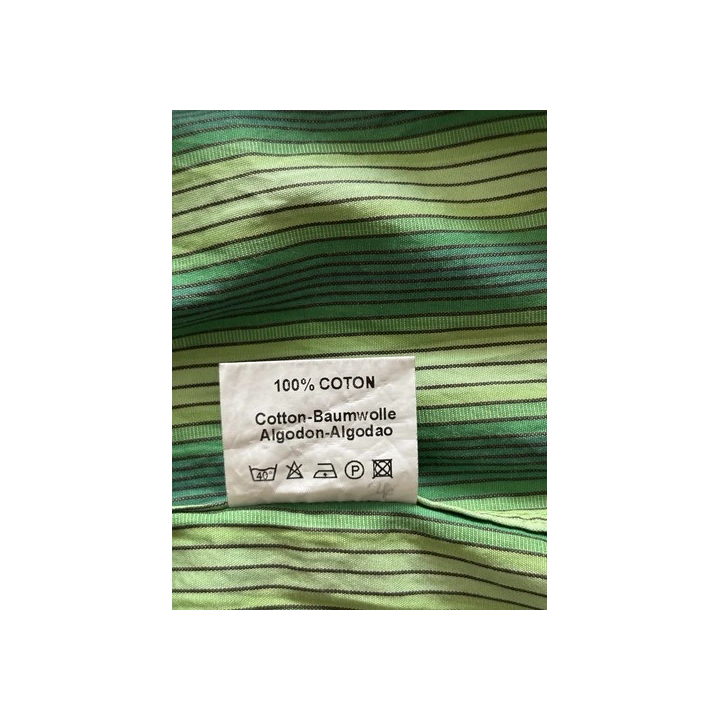 100% COTON
Cotton-Baumwolle
Algodon-Algodao
40° P